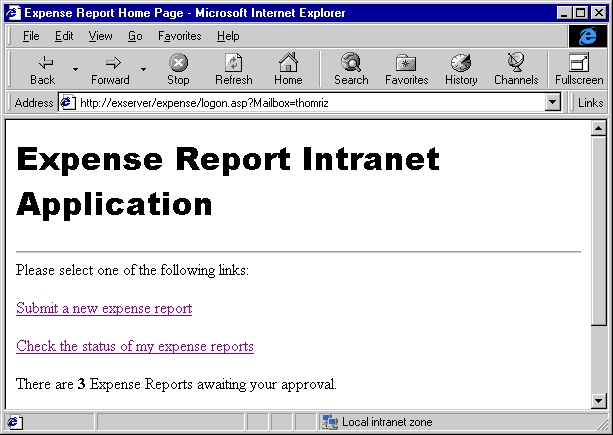 Expense Report Home Page - Microsoft Internet Explorer
File Edit View Go Favorites Help
Back Forward Stop Refresh Home Search Favorites History Channels Fullscreen
Address http://exserver/expense/logon.asp?Mailbox=thomriz Links
Expense Report Intranet
Application
Please select one of the following links:
Submit a new expense report
Check the status of my expense reports
There are 3 Expense Reports awaiting your approval.
Local intranet zone